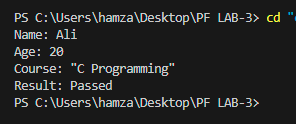 PS C:\Users\hamza\Desktop\PF LAB-3> cd "
Name: Ali
Age: 20
Course: "C Programming"
Result: Passed
PS C:\Users\hamza\Desktop\PF LAB-3>